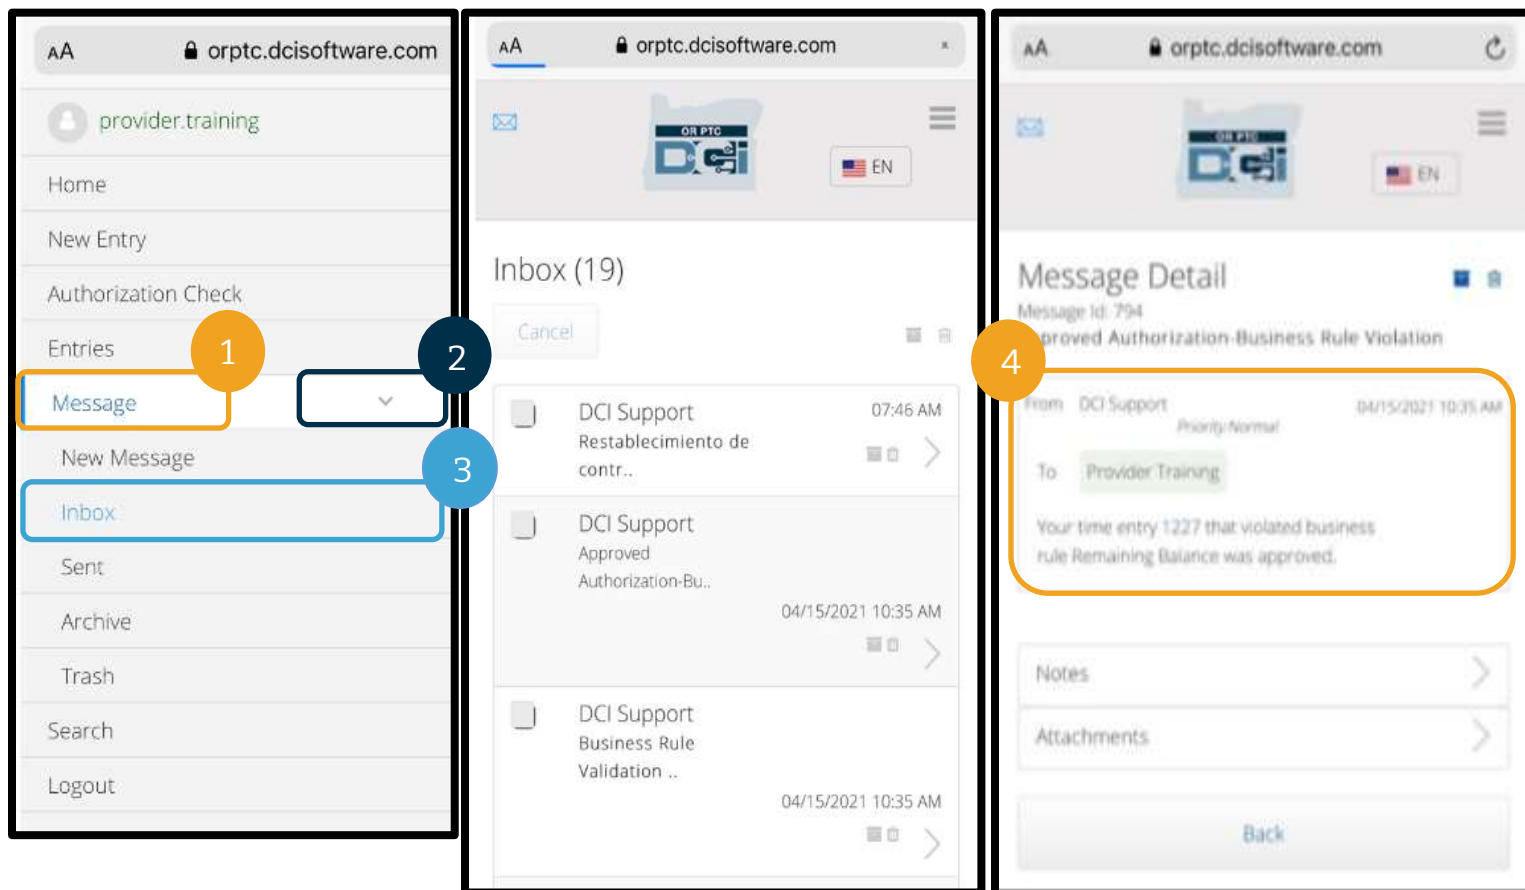 AA orptc.dcisoftware.com
provider.training
Home
New Entry
Authorization Check
Entries
1
Message
2
New Message
3
Inbox
Sent
Archive
Trash
Search
Logout
AA orptc.dcisoftware.com ×
OR PTC
DCI
EN
Inbox (19)
Cancel
DCI Support 07:46 AM
Restablecimiento de
contr..
DCI Support
Approved
Authorization-Bu..
04/15/2021 10:35 AM
DCI Support
Business Rule
Validation ..
04/15/2021 10:35 AM
AA orptc.dcisoftware.com
OR PTC
DCI
EN
Message Detail
Message Id: 794
proved Authorization-Business Rule Violation
4
From DCI Support 04/15/2021 10:35 AM
Priority:Normal
To Provider Training
Your time entry 1227 that violated business
rule Remaining Balance was approved.
Notes
Attachments
Back